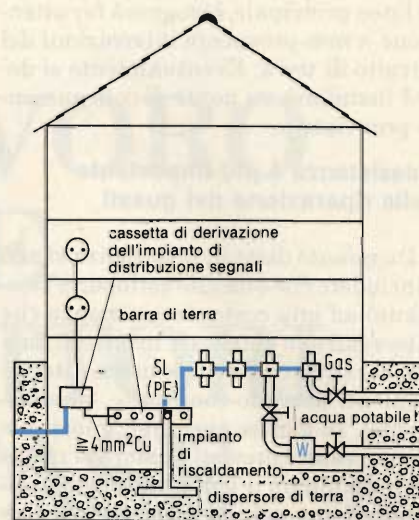 cassetta di derivazione
dell'impianto di
distribuzione segnali
barra di terra
SL
(PE)
Gas
acqua potabile
≥4mm²Cu
impianto
di
riscaldamento
W
dispersore di terra